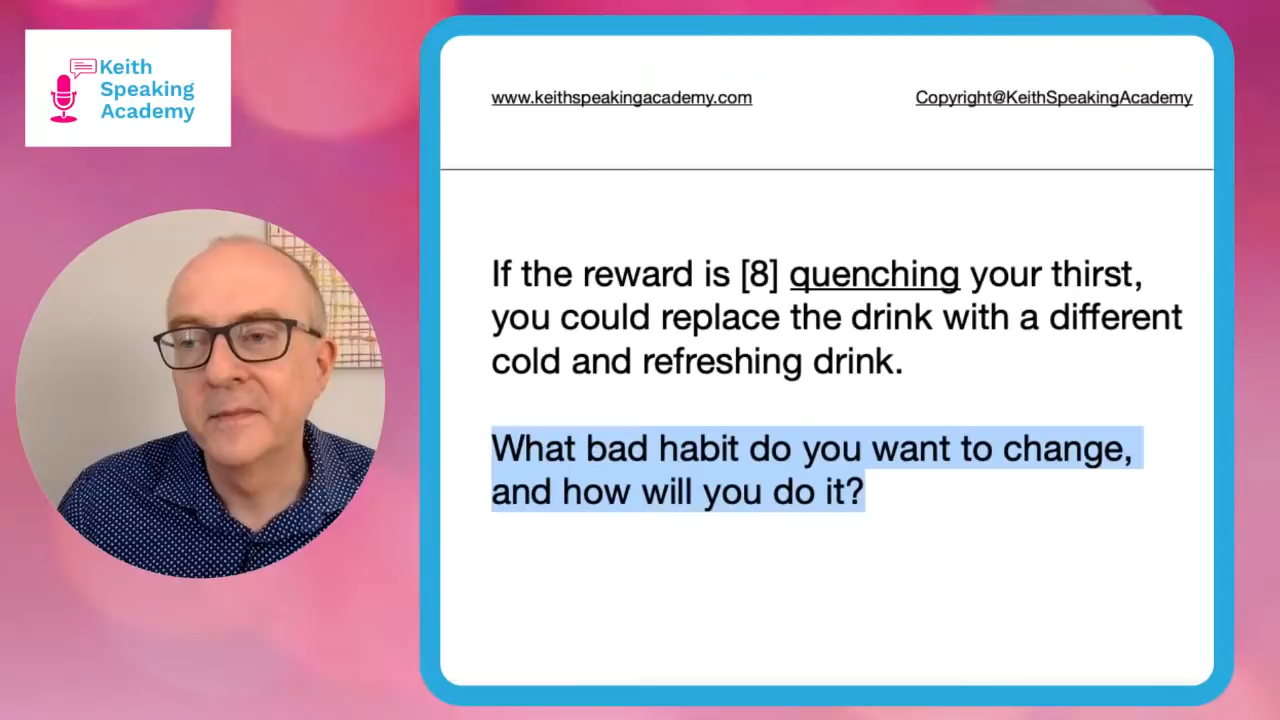 Keith
Speaking
Academy
www.keithspeakingacademy.com
Copyright@KeithSpeakingAcademy
If the reward is [8] quenching your thirst,
you could replace the drink with a different
cold and refreshing drink.
What bad habit do you want to change,
and how will you do it?